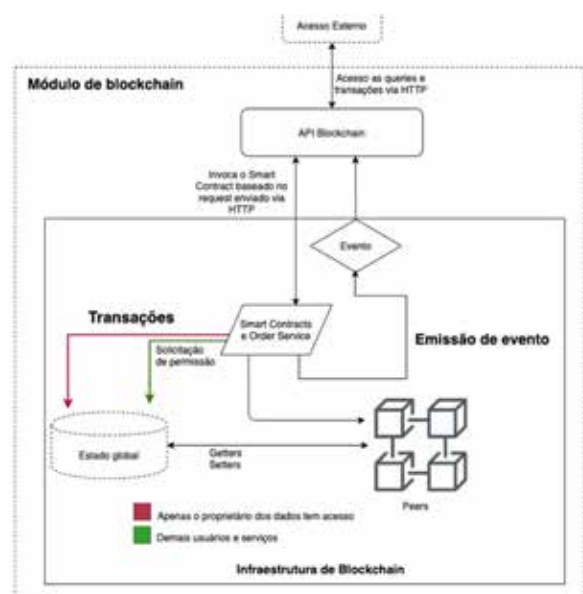 Acesso Externo
Módulo de blockchain
Acesso as queries e
transações via HTTP
API Blockchain
Invoca o Smart
Contract baseado no
request enviado via
HTTP
Evento
Transações
Smart Contracts
e Order Service
Emissão de evento
Solicitação
de permissão
Estado global
Getters
Setters
Peers
Apenas o proprietário dos dados tem acesso
Demais usuários e serviços
Infraestrutura de Blockchain